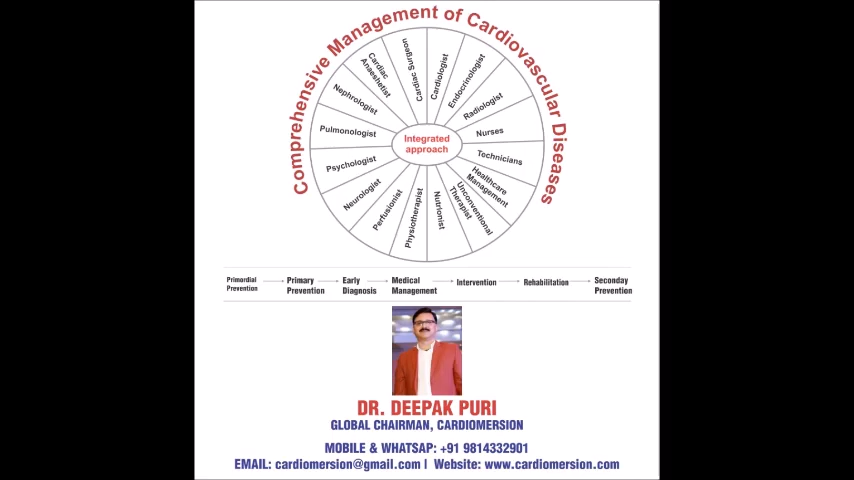 Comprehensive Management of Cardiovascular Diseases
Cardiac Surgeon
Cardiologist
Endocrinologist
Radiologist
Nurses
Technicians
Healthcare
Management
Unconventional
Therapist
Nutrionist
Physiotherapist
Perfusionist
Neurologist
Psychologist
Pulmonologist
Nephrologist
Cardiac
Anaeshetist
Integrated
approach
Primordial
Prevention
Primary
Prevention
Early
Diagnosis
Medical
Management
Intervention
Rehabilitation
Seconday
Prevention
DR. DEEPAK PURI
GLOBAL CHAIRMAN, CARDIOMERSION
MOBILE & WHATSAP: +91 9814332901
EMAIL: cardiomersion@gmail.com | Website: www.cardiomersion.com